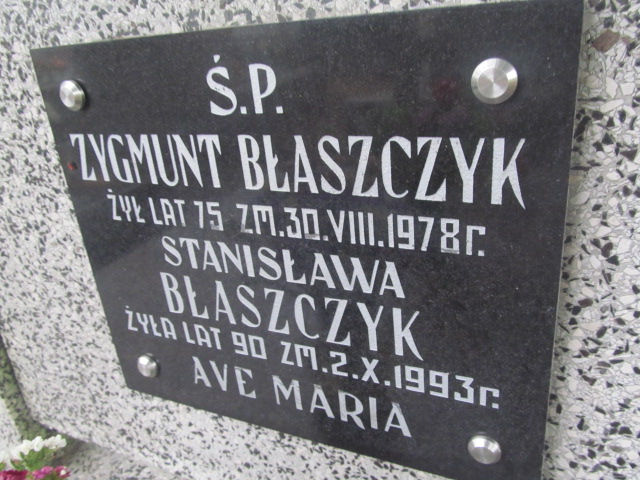 Ś.P.
ZYGMUNT BŁASZCZYK
ŻYŁ LAT 75 ZM.30.VIII.1978r.
STANISŁAWA
BŁASZCZYK
ŻYŁA LAT 90 ZM.2.X.1993r.
AVE MARIA